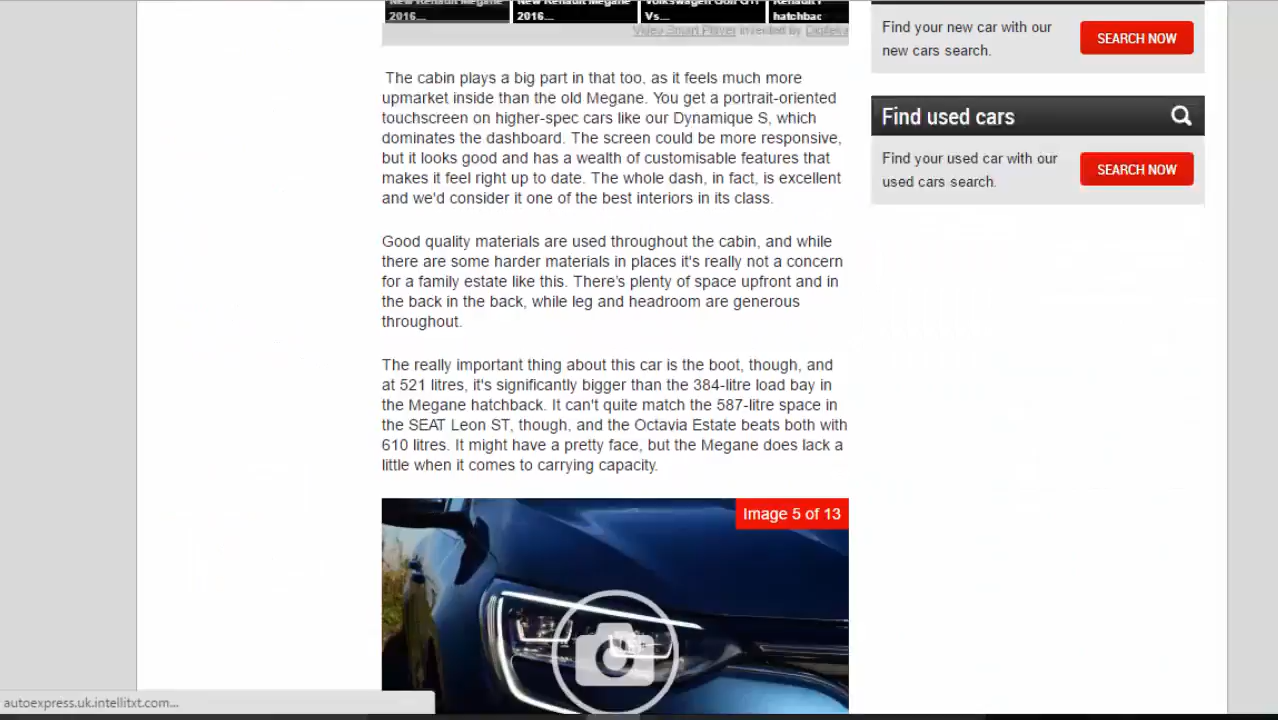 New Renault Megane
2016...
New Renault Megane
2016...
Volkswagen Golf GTI
Vs...
Renault
hatchbac
Video Smart Player invented by Digiteka
Find your new car with our
new cars search.
SEARCH NOW
Find used cars
Find your used car with our
used cars search.
SEARCH NOW
The cabin plays a big part in that too, as it feels much more
upmarket inside than the old Megane. You get a portrait-oriented
touchscreen on higher-spec cars like our Dynamique S, which
dominates the dashboard. The screen could be more responsive,
but it looks good and has a wealth of customisable features that
makes it feel right up to date. The whole dash, in fact, is excellent
and we'd consider it one of the best interiors in its class.
Good quality materials are used throughout the cabin, and while
there are some harder materials in places it's really not a concern
for a family estate like this. There's plenty of space upfront and in
the back in the back, while leg and headroom are generous
throughout.
The really important thing about this car is the boot, though, and
at 521 litres, it's significantly bigger than the 384-litre load bay in
the Megane hatchback. It can't quite match the 587-litre space in
the SEAT Leon ST, though, and the Octavia Estate beats both with
610 litres. It might have a pretty face, but the Megane does lack a
little when it comes to carrying capacity.
Image 5 of 13
autoexpress.uk.intellitxt.com...